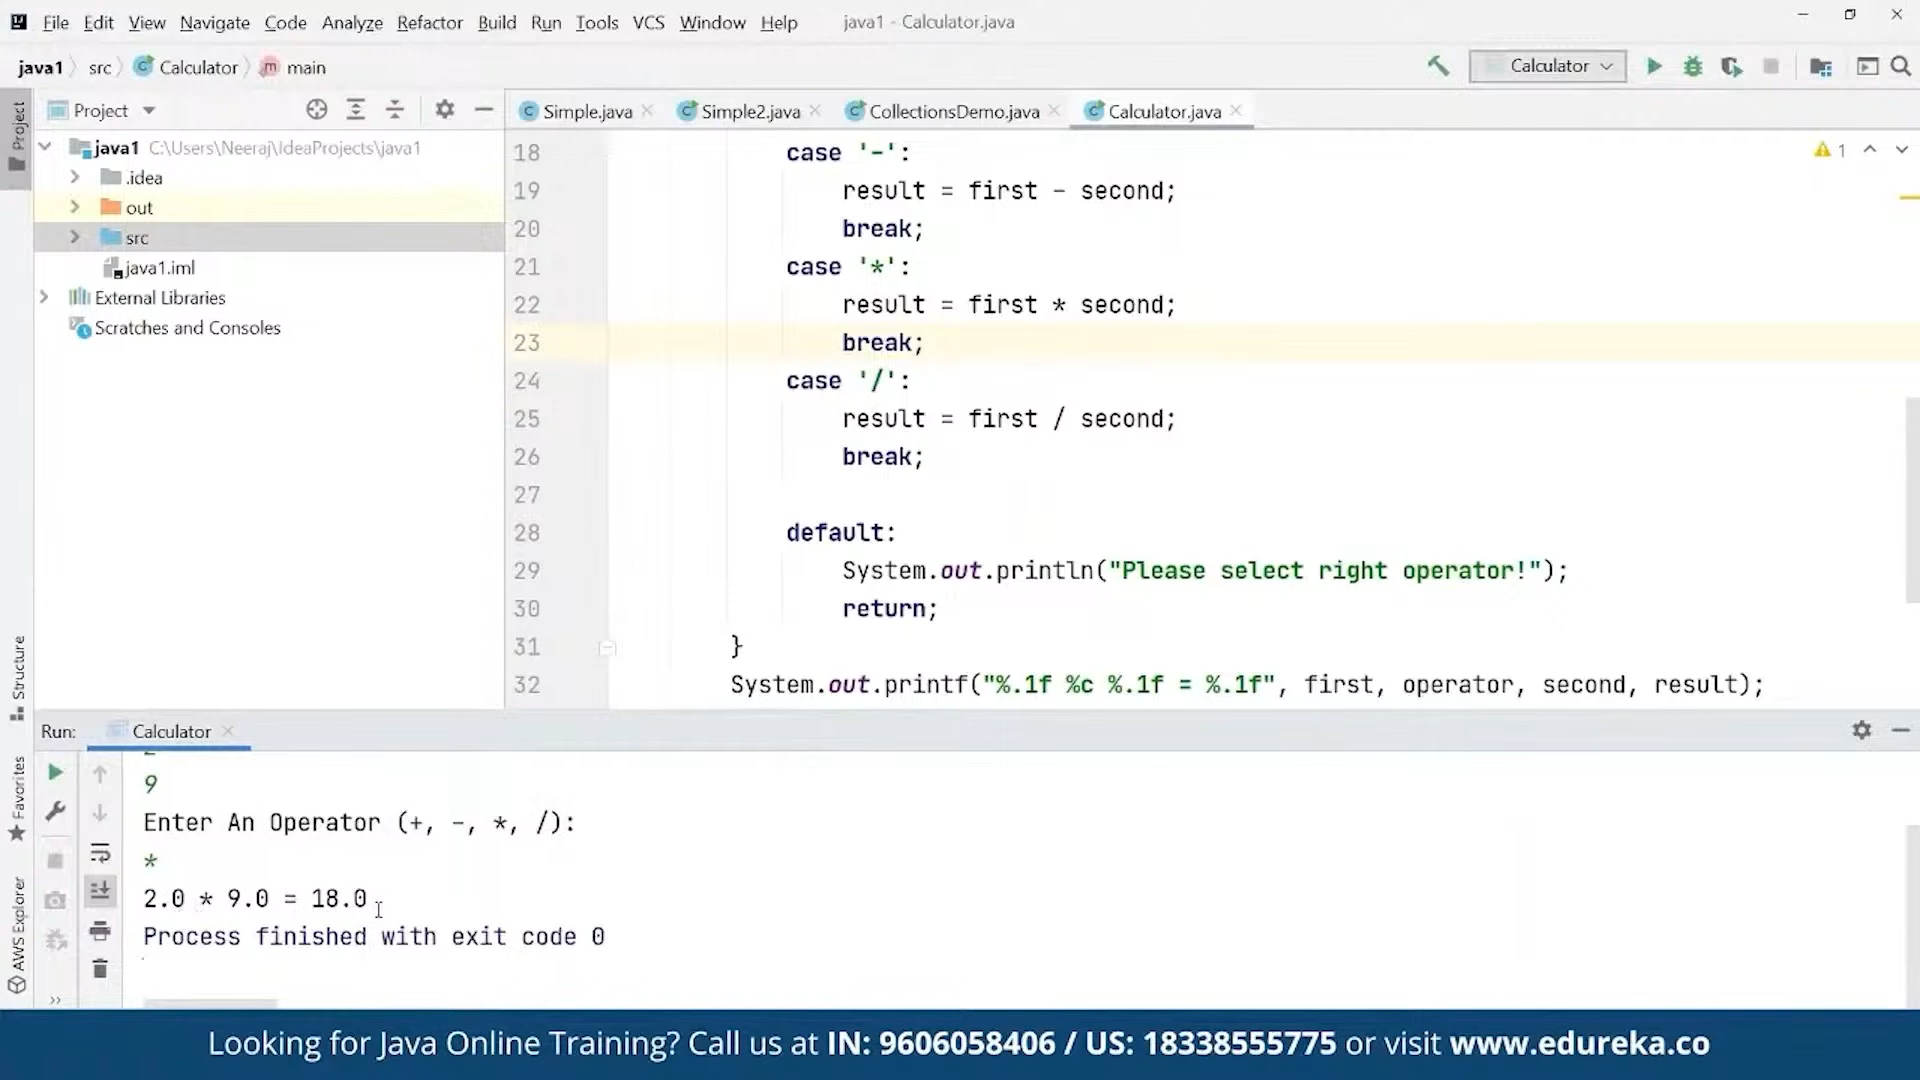 File Edit View Navigate Code Analyze Refactor Build Run Tools VCS Window Help java1 - Calculator.java
java1 src Calculator main Calculator
Project
Simple.java Simple2.java CollectionsDemo.java Calculator.java
Project
java1 C:\Users\Neeraj\IdeaProjects\java1
.idea
out
src
java1.iml
External Libraries
Scratches and Consoles
Structure
Favorites
AWS Explorer
18 case '-':
19 result = first - second;
20 break;
21 case '*':
22 result = first * second;
23 break;
24 case '/':
25 result = first / second;
26 break;
27
28 default:
29 System.out.println("Please select right operator!");
30 return;
31 }
32 System.out.printf("%.1f %c %.1f = %.1f", first, operator, second, result);
1
Run: Calculator
9
Enter An Operator (+, -, *, /):
*
2.0 * 9.0 = 18.0
Process finished with exit code 0
Looking for Java Online Training? Call us at IN: 9606058406 / US: 18338555775 or visit www.edureka.co